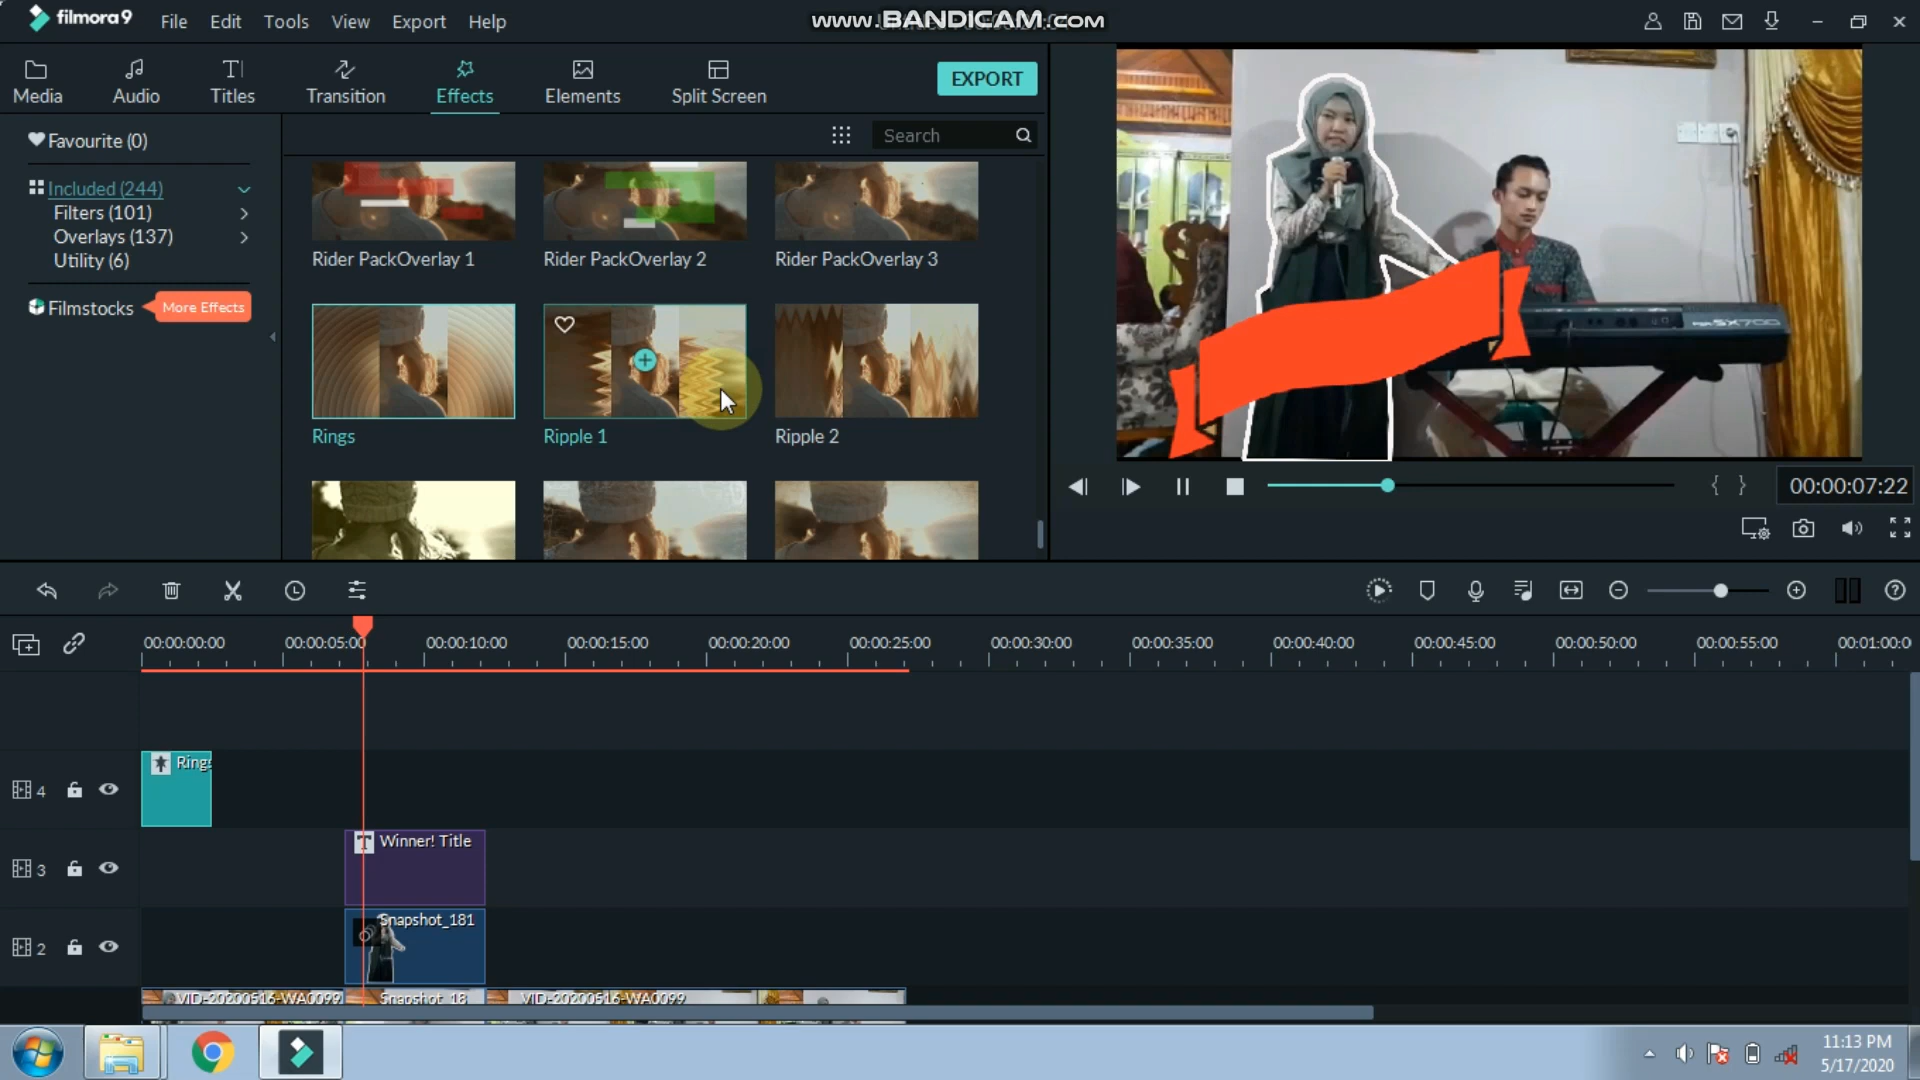 filmora9 File Edit Tools View Export Help
www.BANDICAM.com
Media Audio Titles Transition Effects Elements Split Screen
EXPORT
Favourite (0)
Search
Included (244)
Filters (101)
Overlays (137)
Utility (6)
Filmstocks More Effects
Rider PackOverlay 1 Rider PackOverlay 2 Rider PackOverlay 3
Rings Ripple 1 Ripple 2
SX700
00:00:07:22
00:00:00:00 00:00:05:00 00:00:10:00 00:00:15:00 00:00:20:00 00:00:25:00 00:00:30:00 00:00:35:00 00:00:40:00 00:00:45:00 00:00:50:00 00:00:55:00 00:01:00:0
4 Rings
Winner! Title
3
Snapshot_181
2
VID-20200516-WA0099 Snapshot_18 VID-20200516-WA0099
11:13 PM
5/17/2020